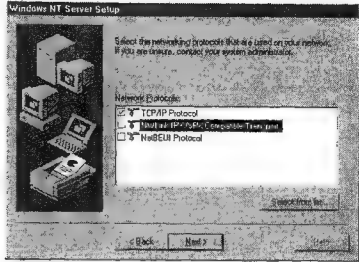 Windows NT Server Setup
Select the networking protocols that are used on your network.
If you are unsure, contact your system administrator.
Network Protocols:
TCP/IP Protocol
NWLink IPX/SPX Compatible Transport
NetBEUI Protocol
Select from list...
< Back
Next >
Help